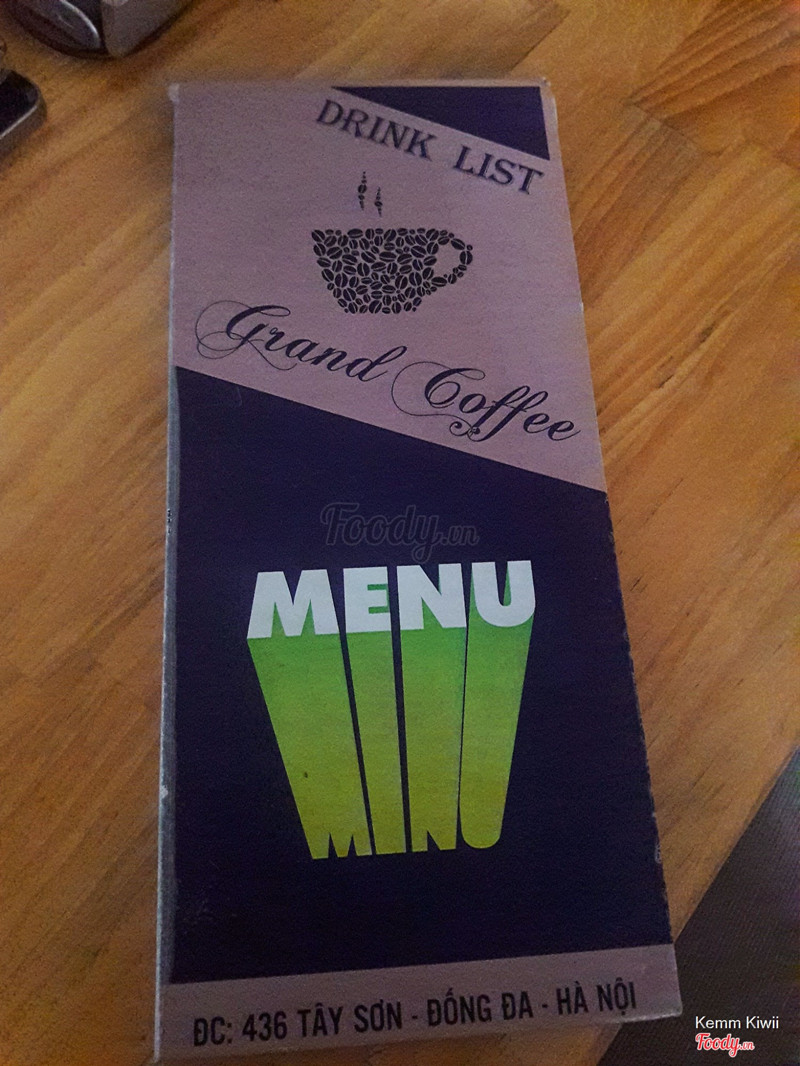 DRINK LIST
Grand Coffee
Foody.vn
MENU
ĐC: 436 TÂY SƠN - ĐỐNG ĐA - HÀ NỘI
Kemm Kiwii
Foody.vn